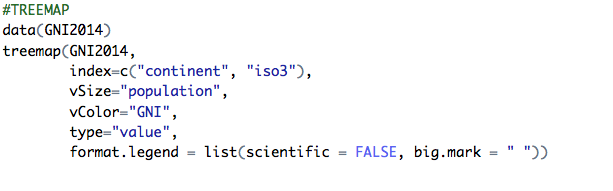 #TREEMAP
data(GNI2014)
treemap(GNI2014,
        index=c("continent", "iso3"),
        vSize="population",
        vColor="GNI",
        type="value",
        format.legend = list(scientific = FALSE, big.mark = " "))